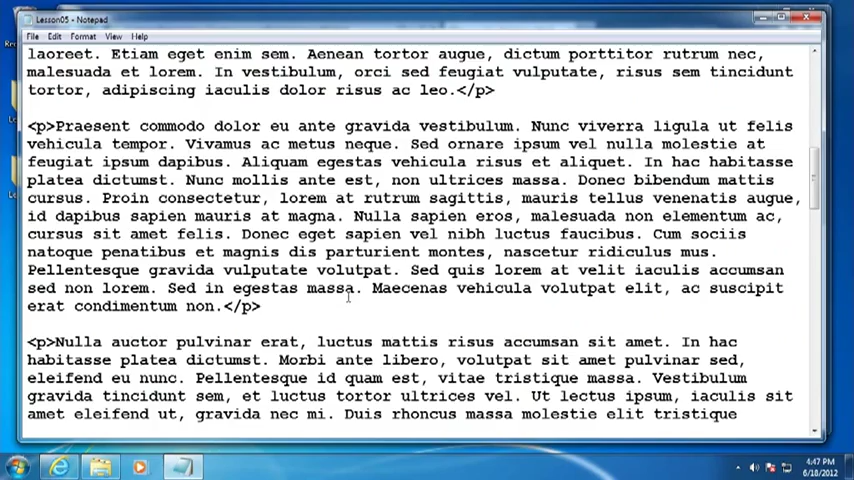 Lesson05 - Notepad
File Edit Format View Help
laoreet. Etiam eget enim sem. Aenean tortor augue, dictum porttitor rutrum nec,
malesuada et lorem. In vestibulum, orci sed feugiat vulputate, risus sem tincidunt
tortor, adipiscing iaculis dolor risus ac leo.</p>
<p>Praesent commodo dolor eu ante gravida vestibulum. Nunc viverra ligula ut felis
vehicula tempor. Vivamus ac metus neque. Sed ornare ipsum vel nulla molestie at
feugiat ipsum dapibus. Aliquam egestas vehicula risus et aliquet. In hac habitasse
platea dictumst. Nunc mollis ante est, non ultrices massa. Donec bibendum mattis
cursus. Proin consectetur, lorem at rutrum sagittis, mauris tellus venenatis augue,
id dapibus sapien mauris at magna. Nulla sapien eros, malesuada non elementum ac,
cursus sit amet felis. Donec eget sapien vel nibh luctus faucibus. Cum sociis
natoque penatibus et magnis dis parturient montes, nascetur ridiculus mus.
Pellentesque gravida vulputate volutpat. Sed quis lorem at velit iaculis accumsan
sed non lorem. Sed in egestas massa. Maecenas vehicula volutpat elit, ac suscipit
erat condimentum non.</p>
<p>Nulla auctor pulvinar erat, luctus mattis risus accumsan sit amet. In hac
habitasse platea dictumst. Morbi ante libero, volutpat sit amet pulvinar sed,
eleifend eu nunc. Pellentesque id quam est, vitae tristique massa. Vestibulum
gravida tincidunt sem, et luctus tortor ultrices vel. Ut lectus ipsum, iaculis sit
amet eleifend ut, gravida nec mi. Duis rhoncus massa molestie elit tristique
4:47 PM
6/18/2012